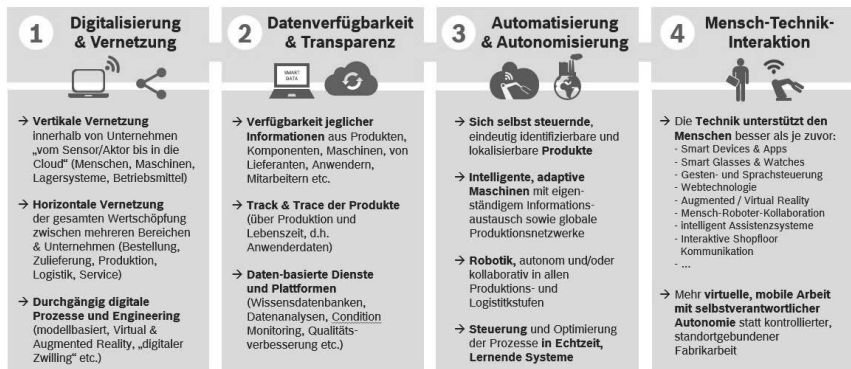 1
Digitalisierung
& Vernetzung
→ Vertikale Vernetzung
innerhalb von Unternehmen
„vom Sensor/Aktor bis in die
Cloud“ (Menschen, Maschinen,
Lagersysteme, Betriebsmittel)
→ Horizontale Vernetzung
der gesamten Wertschöpfung
zwischen mehreren Bereichen
& Unternehmen (Bestellung,
Zulieferung, Produktion,
Logistik, Service)
→ Durchgängig digitale
Prozesse und Engineering
(modellbasiert, Virtual &
Augmented Reality, „digitaler
Zwilling“ etc.)
2
Datenverfügbarkeit
& Transparenz
SMART
DATA
→ Verfügbarkeit jeglicher
Informationen aus Produkten,
Komponenten, Maschinen, von
Lieferanten, Anwendern,
Mitarbeitern etc.
→ Track & Trace der Produkte
(über Produktion und
Lebenszeit, d.h.
Anwenderdaten)
→ Daten-basierte Dienste
und Plattformen
(Wissensdatenbanken,
Datenanalysen, Condition
Monitoring, Qualitäts-
verbesserung etc.)
3
Automatisierung
& Autonomisierung
→ Sich selbst steuernde,
eindeutig identifizierbare und
lokalisierbare Produkte
→ Intelligente, adaptive
Maschinen mit eigen-
ständigem Informations-
austausch sowie globale
Produktionsnetzwerke
→ Robotik, autonom und/oder
kollaborativ in allen
Produktions- und
Logistitkstufen
→ Steuerung und Optimierung
der Prozesse in Echtzeit,
Lernende Systeme
4
Mensch-Technik-
Interaktion
→ Die Technik unterstützt den
Menschen besser als je zuvor:
- Smart Devices & Apps
- Smart Glasses & Watches
- Gesten- und Sprachsteuerung
- Webtechnologie
- Augmented / Virtual Reality
- Mensch-Roboter-Kollaboration
- intelligent Assistenzsysteme
- Interaktive Shopfloor
Kommunikation
- ...
→ Mehr virtuelle, mobile Arbeit
mit selbstverantwortlicher
Autonomie statt kontrollierter,
standortgebundener
Fabrikarbeit